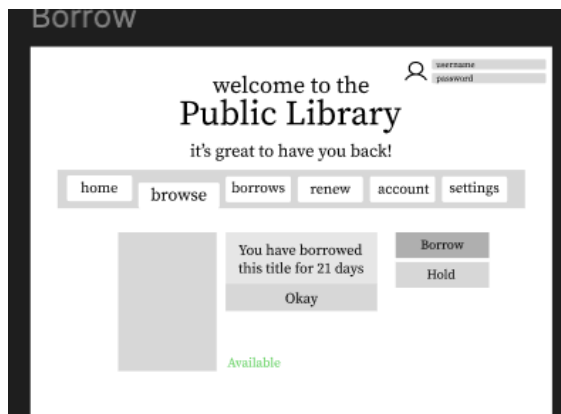 Borrow
username
password
welcome to the
Public Library
it's great to have you back!
home browse borrows renew account settings
You have borrowed
this title for 21 days
Okay
Borrow
Hold
Available